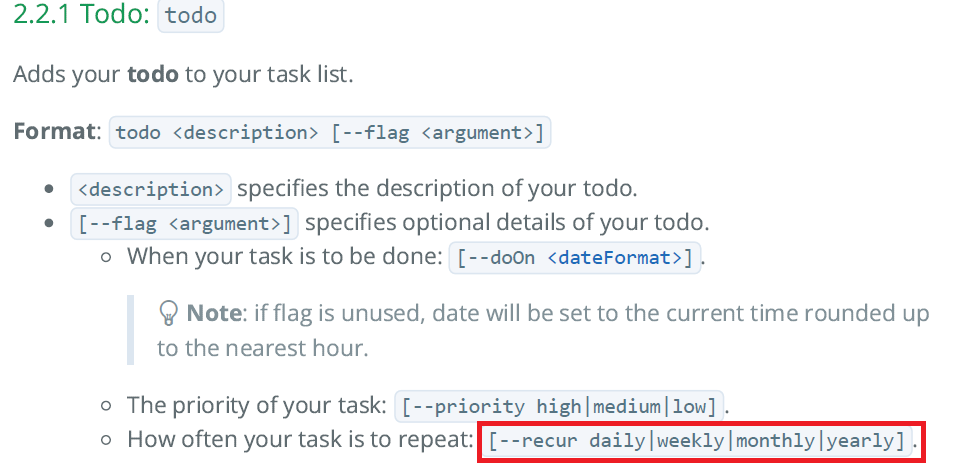 2.2.1 Todo: todo
Adds your todo to your task list.
Format: todo <description> [--flag <argument>]
<description> specifies the description of your todo.
[--flag <argument>] specifies optional details of your todo.
When your task is to be done: [--doOn <dateFormat>].
Note: if flag is unused, date will be set to the current time rounded up
to the nearest hour.
The priority of your task: [--priority high|medium|low].
How often your task is to repeat: [--recur daily|weekly|monthly|yearly].